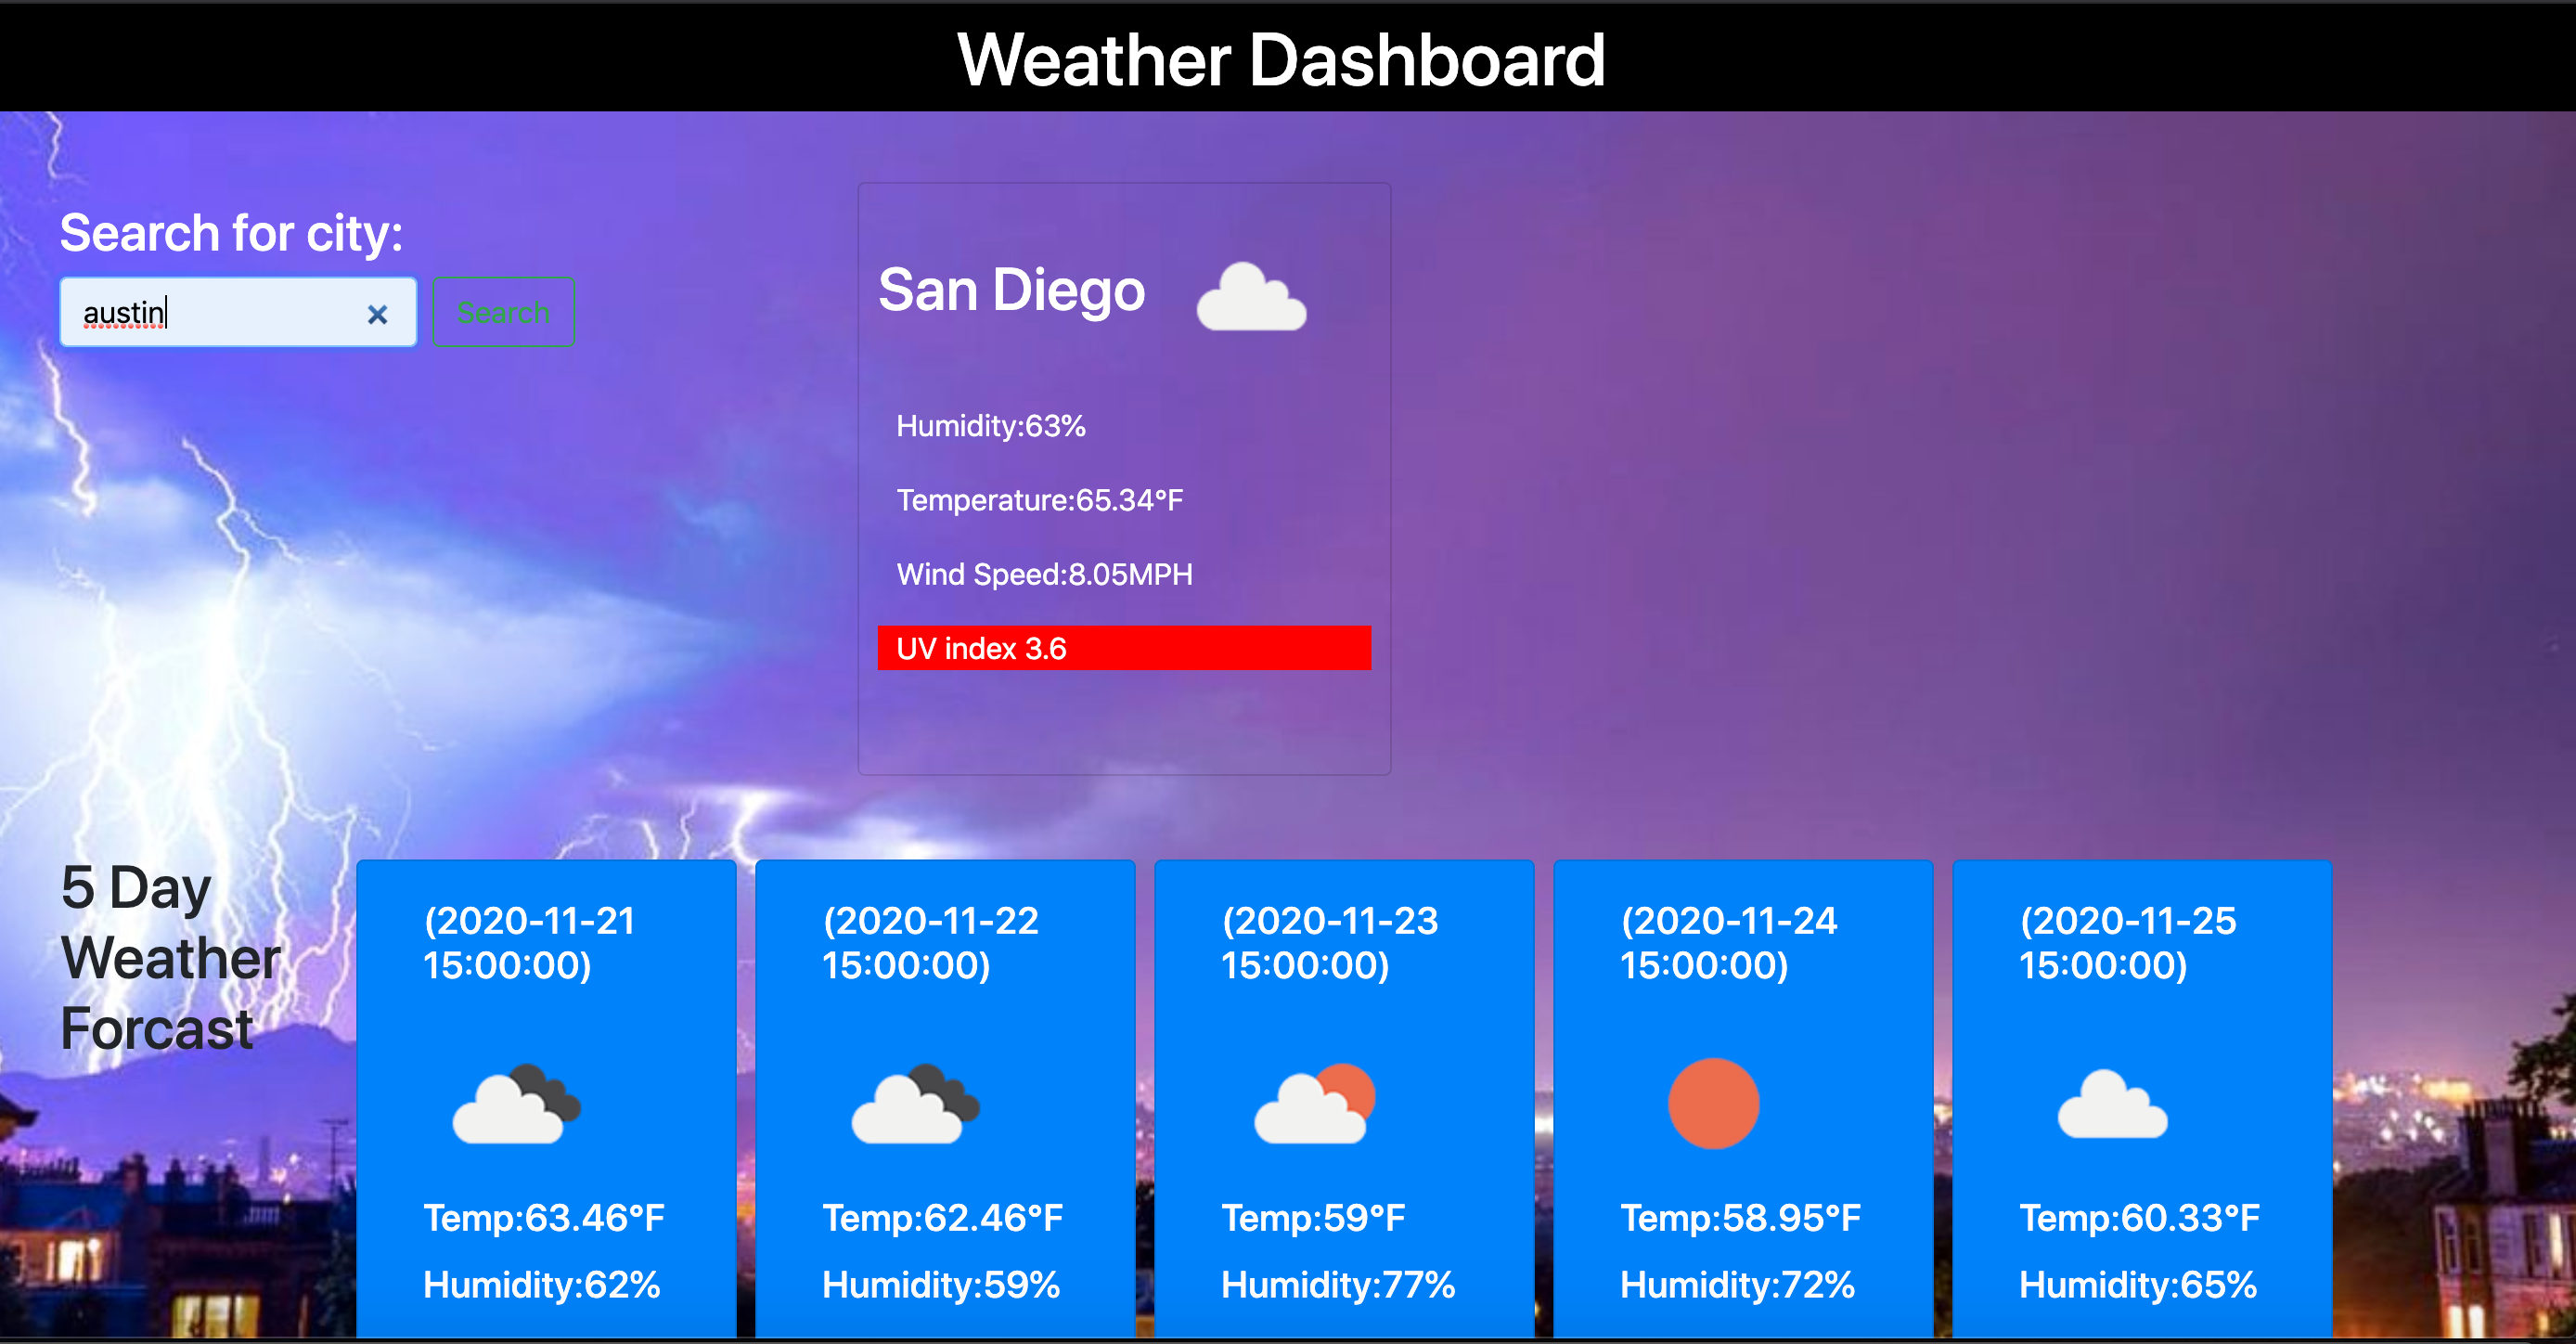 Weather Dashboard
Search for city:
austin
Search
San Diego
Humidity:63%
Temperature:65.34°F
Wind Speed:8.05MPH
UV index 3.6
5 Day
Weather
Forcast
(2020-11-21
15:00:00)
Temp:63.46°F
Humidity:62%
(2020-11-22
15:00:00)
Temp:62.46°F
Humidity:59%
(2020-11-23
15:00:00)
Temp:59°F
Humidity:77%
(2020-11-24
15:00:00)
Temp:58.95°F
Humidity:72%
(2020-11-25
15:00:00)
Temp:60.33°F
Humidity:65%